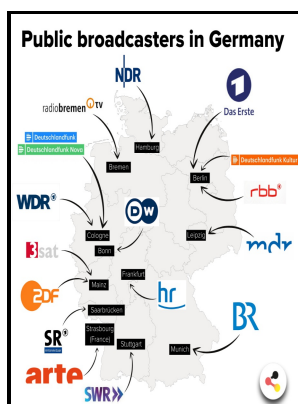 Public broadcasters in Germany
NDR
Das Erste
radiobremen TV
Hamburg
Deutschlandfunk
Deutschlandfunk Nova
Bremen
Berlin
Deutschlandfunk Kultur
rbb
WDR
DW
Cologne
Leipzig
mdr
Bonn
3sat
Frankfurt
Mainz
ZDF
hr
Saarbrücken
BR
SR
Strasbourg
(France)
Stuttgart
Munich
arte
SWR